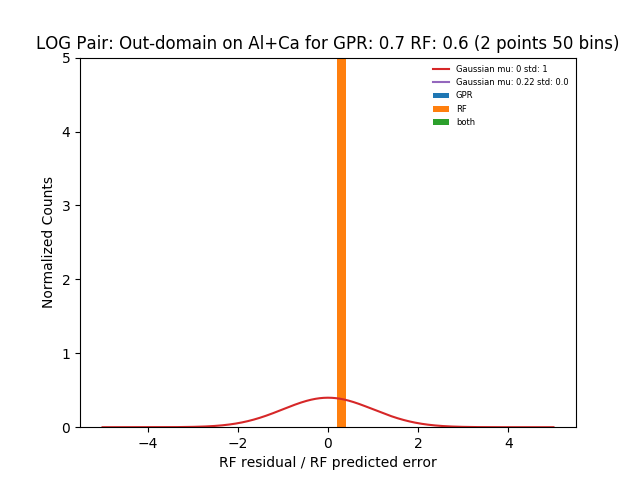 LOG Pair: Out-domain on Al+Ca for GPR: 0.7 RF: 0.6 (2 points 50 bins)
Gaussian mu: 0 std: 1
Gaussian mu: 0.22 std: 0.0
GPR
RF
both
Normalized Counts
5
4
3
2
1
0
−4
−2
0
2
4
RF residual / RF predicted error